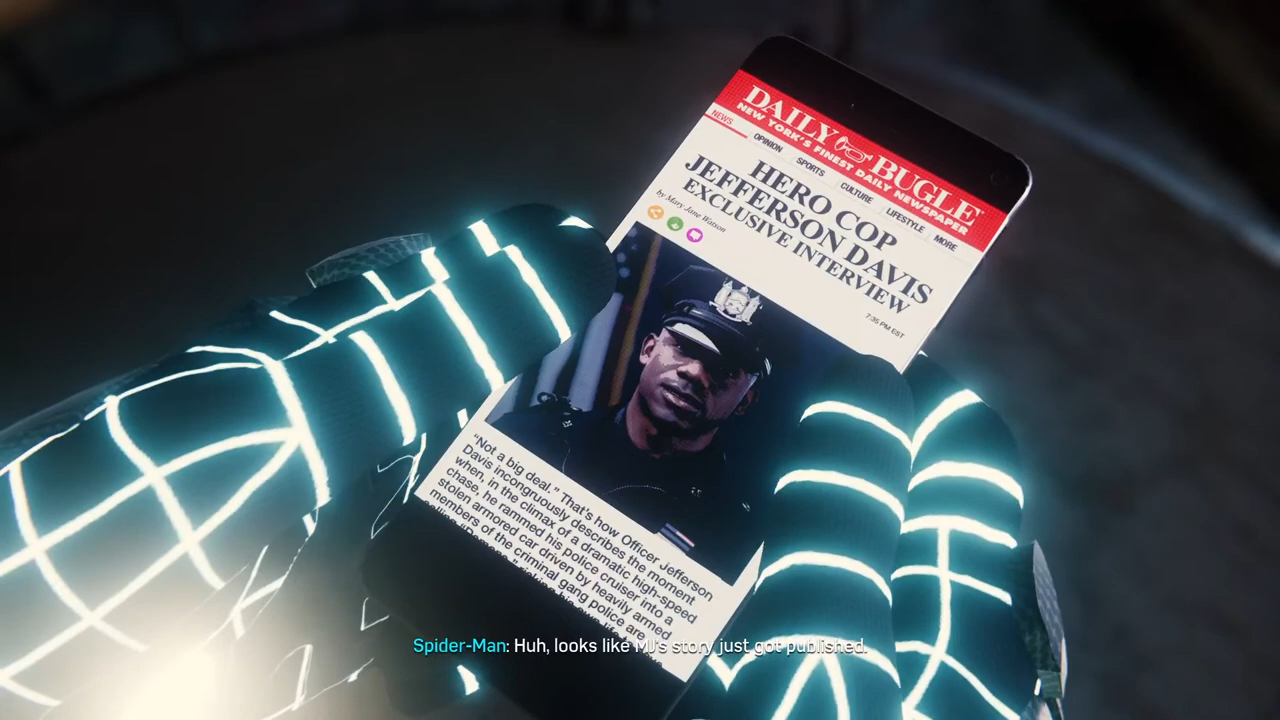 DAILY BUGLE
NEW YORK'S FINEST DAILY NEWSPAPER
NEWS OPINION SPORTS CULTURE LIFESTYLE MORE
HERO COP
JEFFERSON DAVIS
EXCLUSIVE INTERVIEW
by Mary Jane Watson
7:35 PM EST
"Not a big deal." That's how Officer Jefferson
Davis incongruously describes the moment
when, in the climax of a dramatic high-speed
chase, he rammed his police cruiser into a
stolen armored car driven by heavily armed
members of the criminal gang police are
Spider-Man: Huh, looks like MJ's story just got published.